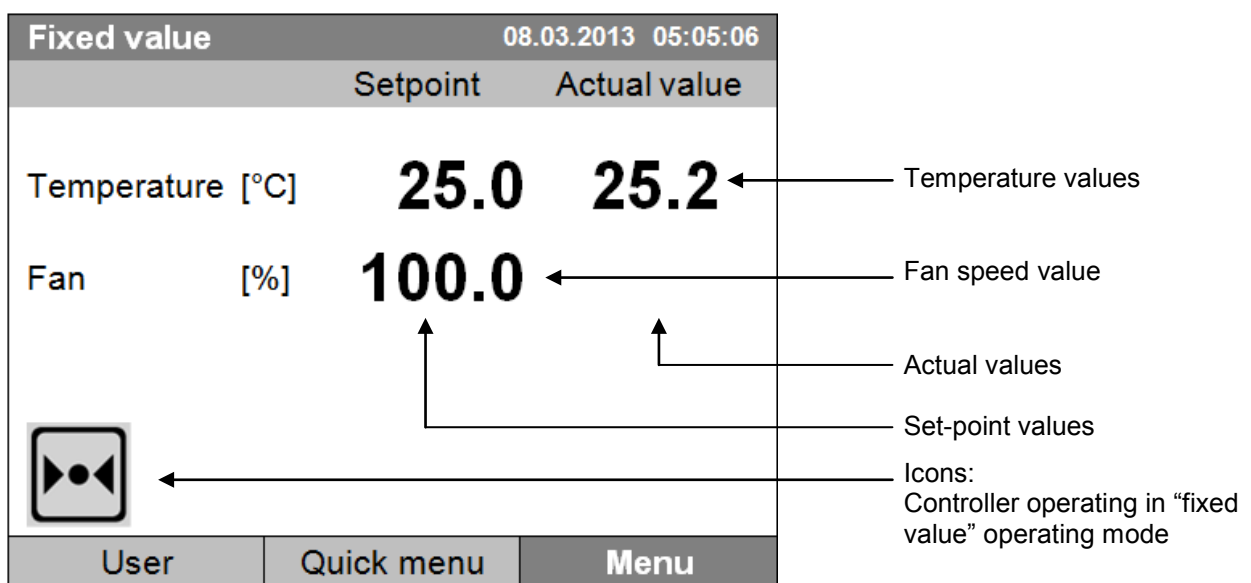 Fixed value 08.03.2013 05:05:06
Setpoint Actual value
Temperature [°C] 25.0 25.2
Temperature values
Fan [%] 100.0
Fan speed value
Actual values
Set-point values
Icons:
Controller operating in “fixed
value” operating mode
User Quick menu Menu